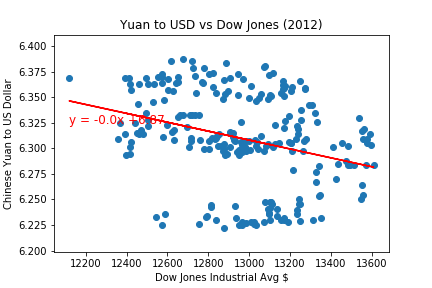 Yuan to USD vs Dow Jones (2012)
6.400
6.375
6.350
6.325
6.300
6.275
6.250
6.225
6.200
Chinese Yuan to US Dollar
y = -0.0x +6.87
12200 12400 12600 12800 13000 13200 13400 13600
Dow Jones Industrial Avg $